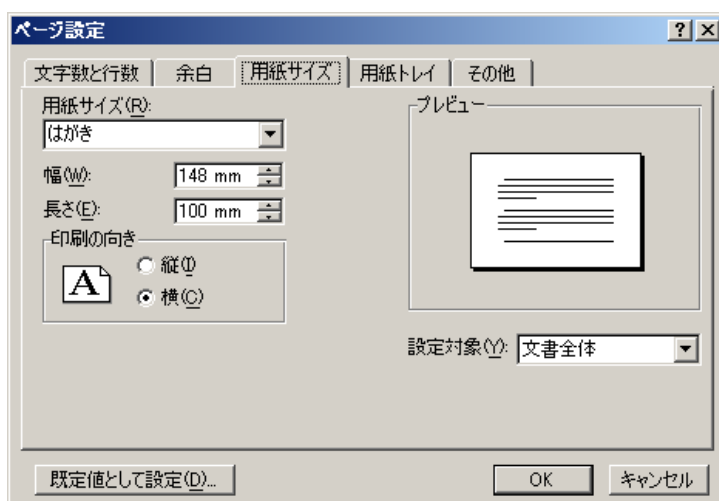 ページ設定
文字数と行数 余白 用紙サイズ 用紙トレイ その他
用紙サイズ(R):
はがき
幅(W): 148 mm
長さ(E): 100 mm
印刷の向き
A
縦(I)
横(C)
プレビュー
設定対象(Y): 文書全体
既定値として設定(D)... OK キャンセル